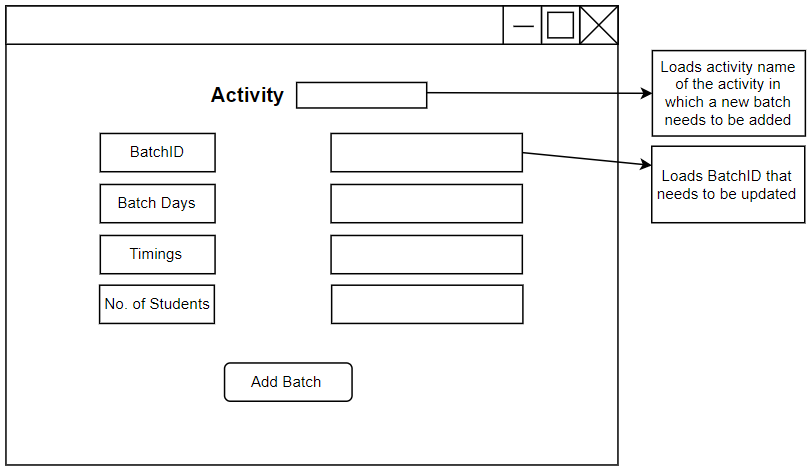 Activity
Loads activity name
of the activity in
which a new batch
needs to be added
BatchID
Loads BatchID that
needs to be updated
Batch Days
Timings
No. of Students
Add Batch